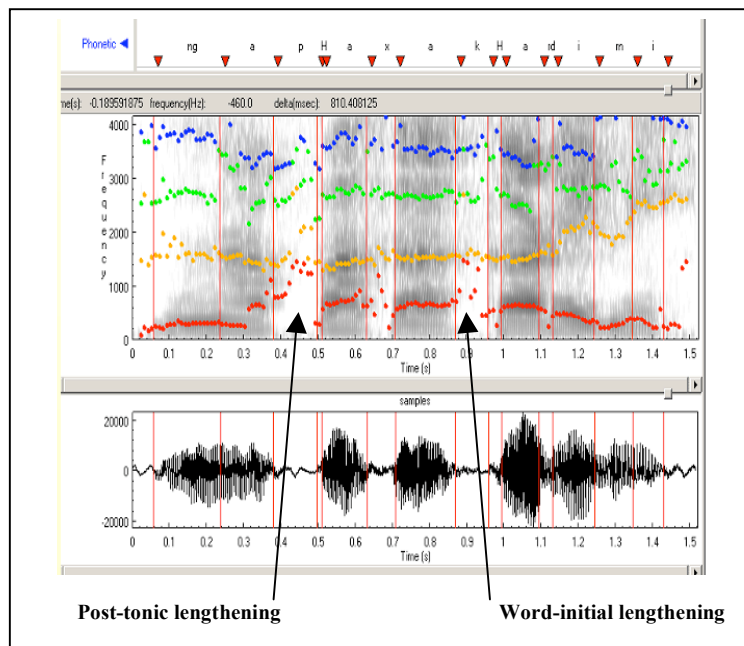 Phonetic ng a p H a x a k H a rd i m i
me(s): -0.189591875 frequency(Hz): -460.0 delta(msec): 810.408125
4000
3000
2000
1000
0
Frequency
0 0.1 0.2 0.3 0.4 0.5 0.6 0.7 0.8 0.9 1 1.1 1.2 1.3 1.4 1.5
Time (s)
samples
20000
0
-20000
0 0.1 0.2 0.3 0.4 0.5 0.6 0.7 0.8 0.9 1 1.1 1.2 1.3 1.4 1.5
Time (s)
Post-tonic lengthening Word-initial lengthening